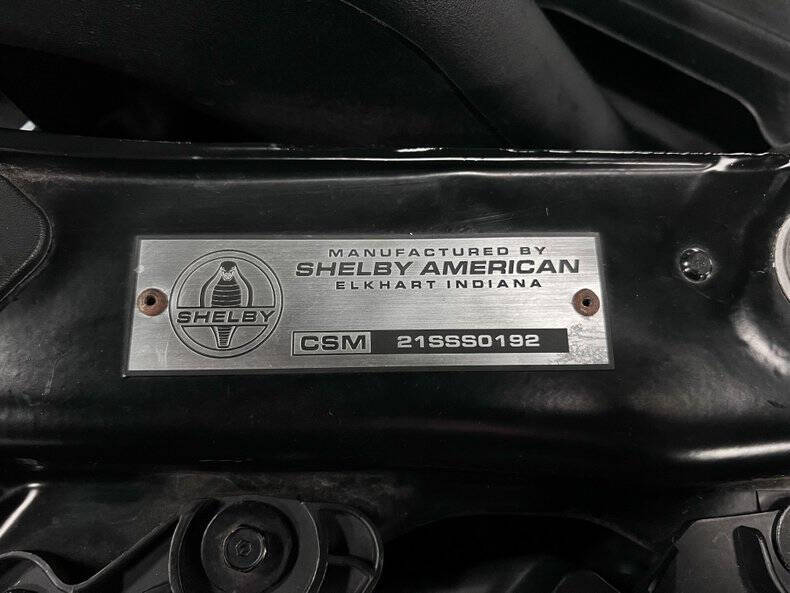 MANUFACTURED BY
SHELBY AMERICAN
ELKHART INDIANA
SHELBY
CSM 21SSS0192